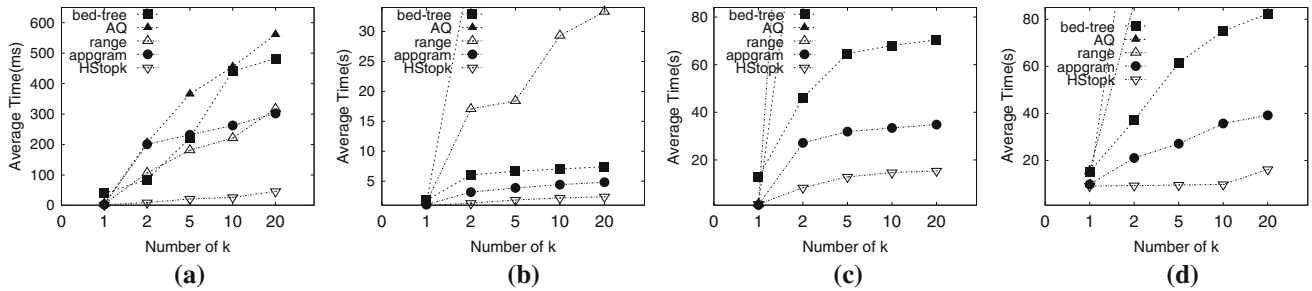 bed-tree
AQ
range
appgram
HStopk
Average Time(ms)
600
500
400
300
200
100
0
0 1 2 5 10 20
Number of k
(a)
bed-tree
AQ
range
appgram
HStopk
Average Time(s)
35
30
25
20
15
10
5
0 1 2 5 10 20
Number of k
(b)
bed-tree
AQ
range
appgram
HStopk
Average Time(s)
80
60
40
20
0 1 2 5 10 20
Number of k
(c)
bed-tree
AQ
range
appgram
HStopk
Average Time(s)
80
60
40
20
0 1 2 5 10 20
Number of k
(d)